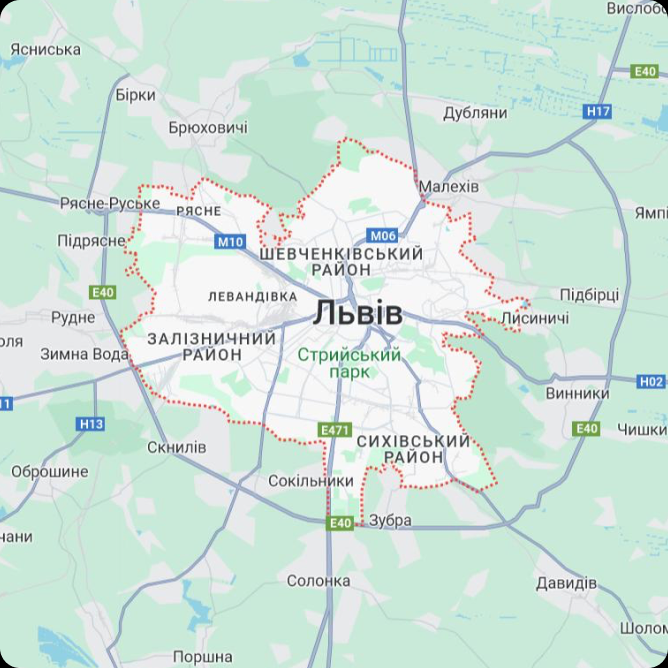 Вислобо
Ясниська
E40
Бірки
H17
Дубляни
Брюховичі
Малехів
Рясне-Руське
РЯСНЕ
Ямпі
Підрясне
M10
M06
ШЕВЧЕНКІВСЬКИЙ
РАЙОН
E40
ЛЕВАНДІВКА
Підбірці
Львів
Рудне
Лисиничі
оля
ЗАЛІЗНИЧНИЙ
РАЙОН
Зимна Вода
Стрийський
парк
H02
Винники
11
H13
E471
E40
Чишки
СИХІВСЬКИЙ
РАЙОН
Скнилів
Оброшине
Сокільники
E40
Зубра
чани
Солонка
Давидів
Шолом
Поршна